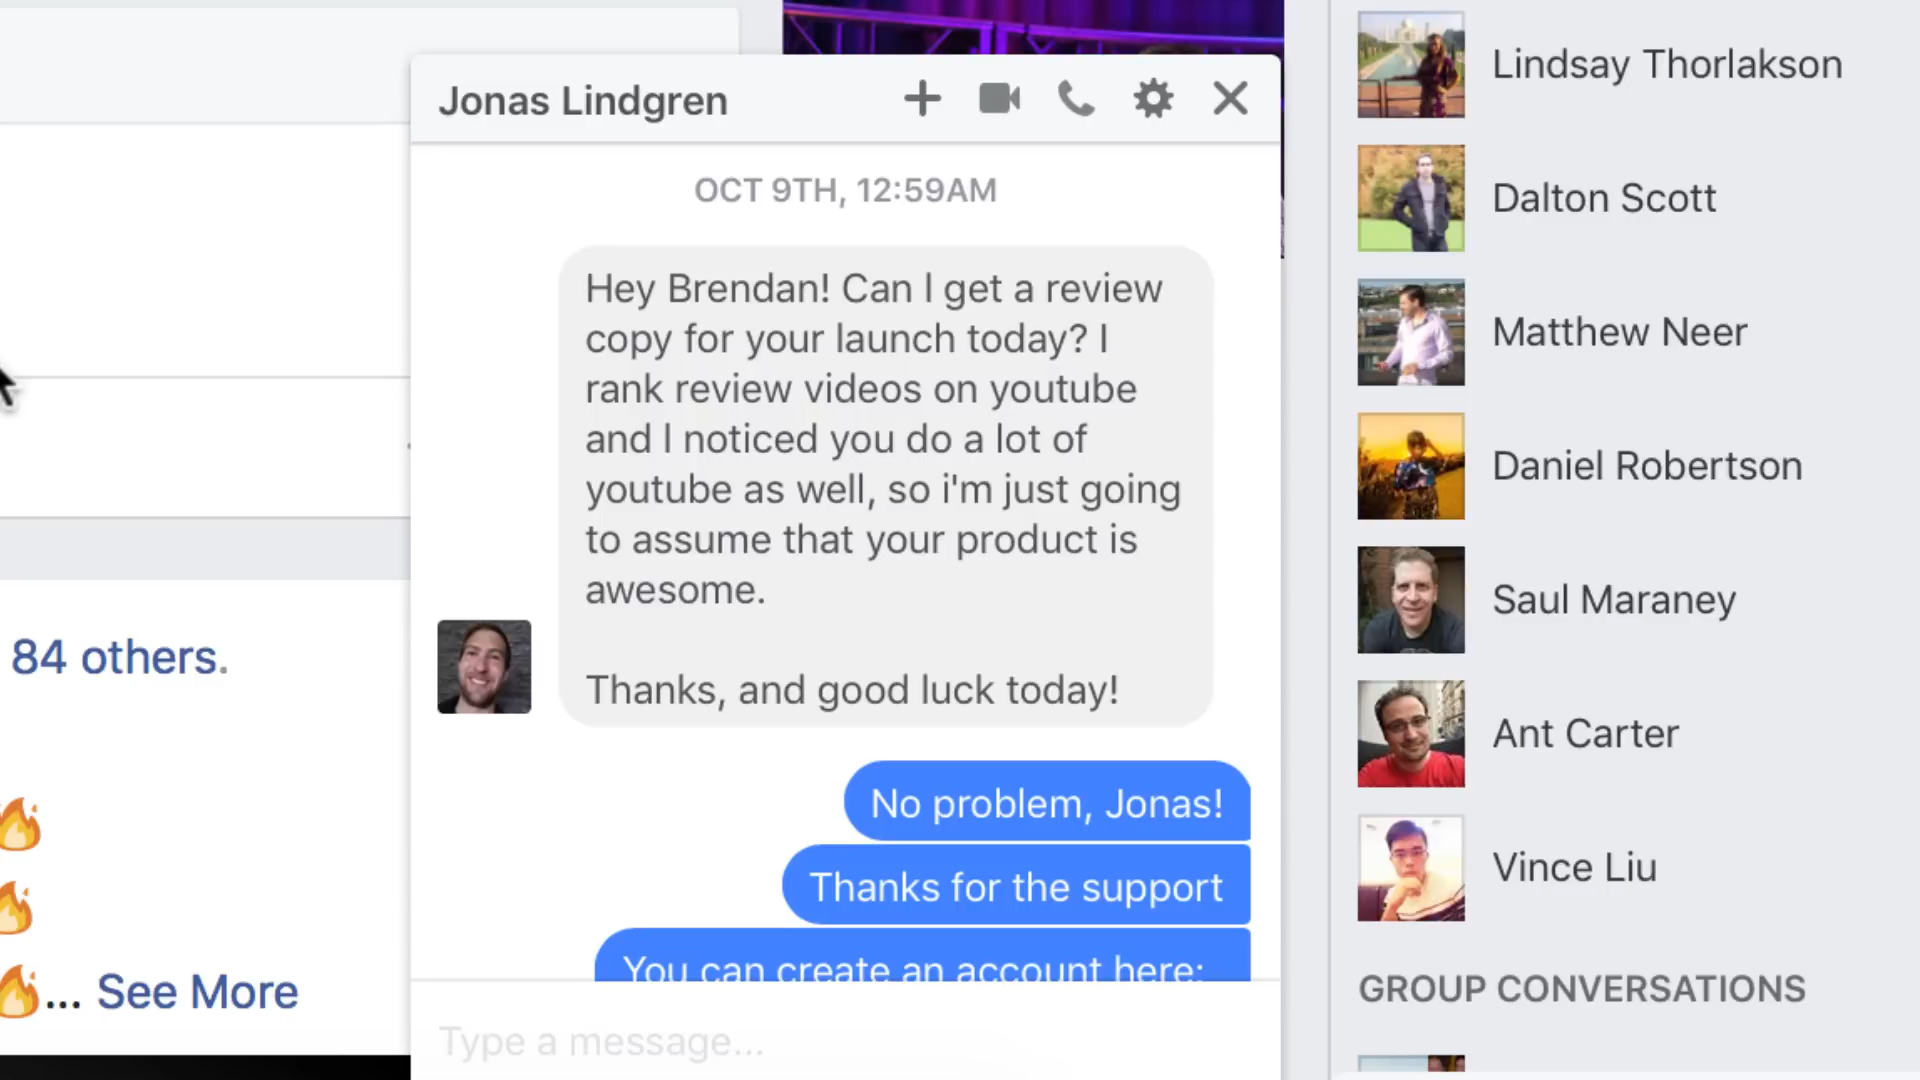 Jonas Lindgren
OCT 9TH, 12:59AM
Hey Brendan! Can I get a review
copy for your launch today? I
rank review videos on youtube
and I noticed you do a lot of
youtube as well, so i'm just going
to assume that your product is
awesome.
Thanks, and good luck today!
No problem, Jonas!
Thanks for the support
You can create an account here:
Type a message...
84 others.
... See More
Lindsay Thorlakson
Dalton Scott
Matthew Neer
Daniel Robertson
Saul Maraney
Ant Carter
Vince Liu
GROUP CONVERSATIONS